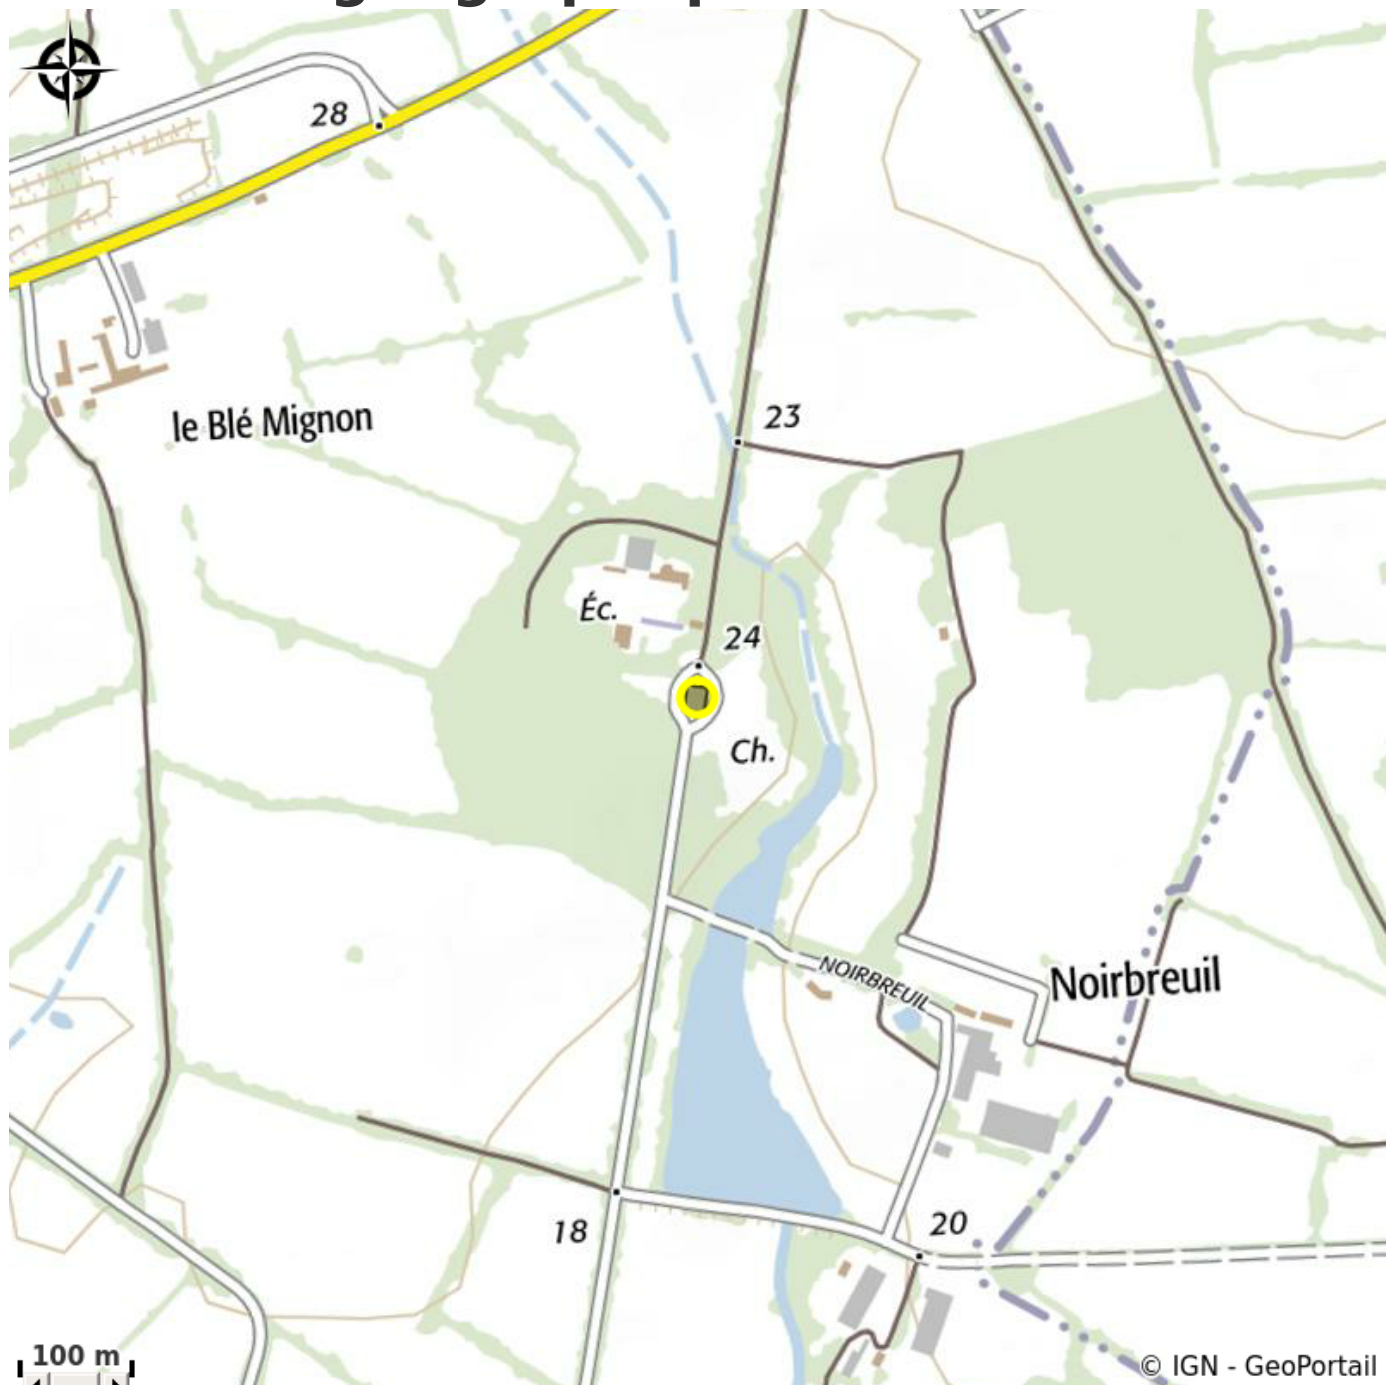 28
23
le Blé Mignon
Éc.
24
Ch.
NOIRBREUIL
Noirbreuil
18
20
100 m
© IGN - GeoPortail